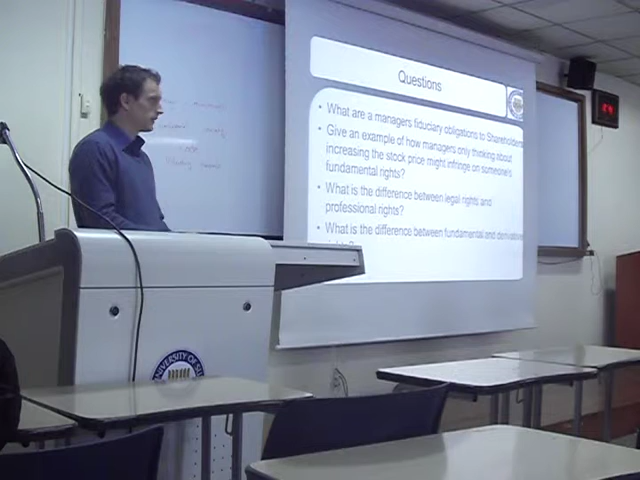 Questions
• What are a managers fiduciary obligations to Shareholders
• Give an example of how managers only thinking about
increasing the stock price might infringe on someone's
fundamental rights?
• What is the difference between legal rights and
professional rights?
• What is the difference between fundamental and
UNIVERSITY OF